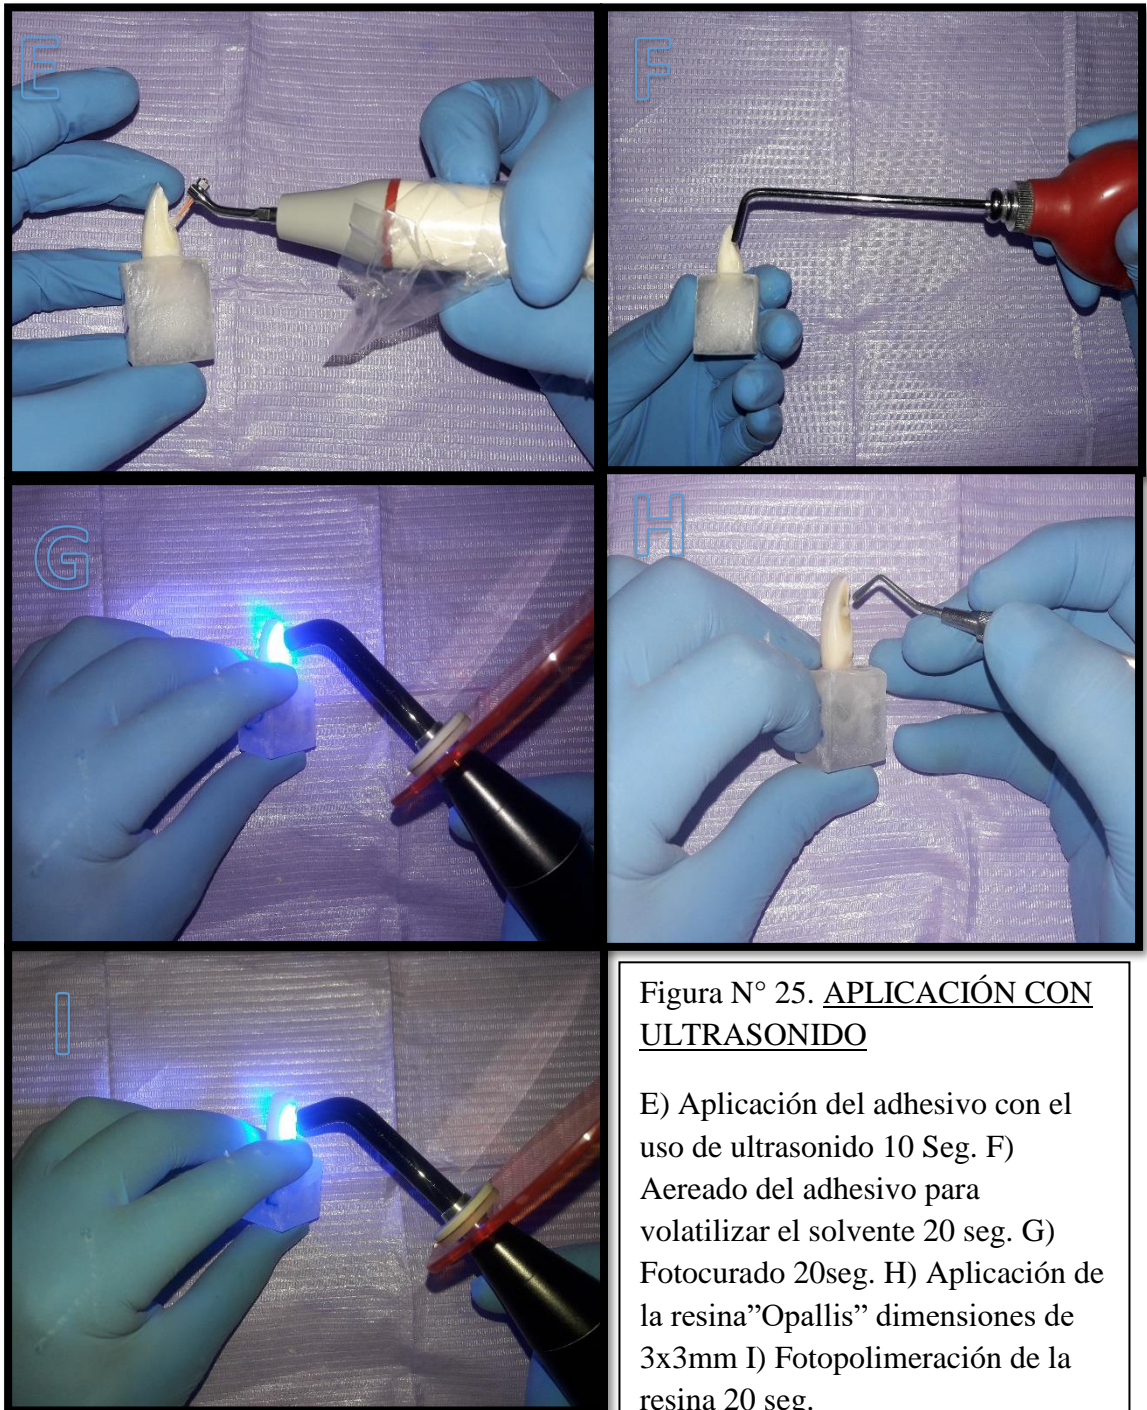 E
F
G
H
I
Figura N° 25. APLICACIÓN CON
ULTRASONIDO
E) Aplicación del adhesivo con el
uso de ultrasonido 10 Seg. F)
Aereado del adhesivo para
volatilizar el solvente 20 seg. G)
Fotocurado 20seg. H) Aplicación de
la resina”Opallis” dimensiones de
3x3mm I) Fotopolimeración de la
resina 20 seg.